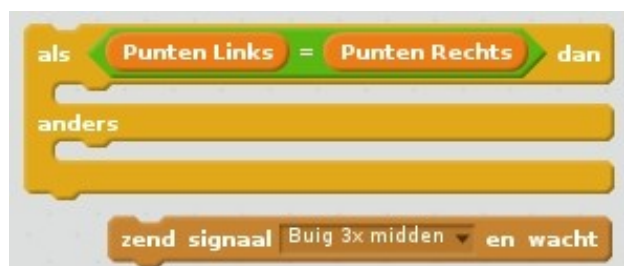 als Punten Links = Punten Rechts dan
anders
zend signaal Buig 3x midden en wacht